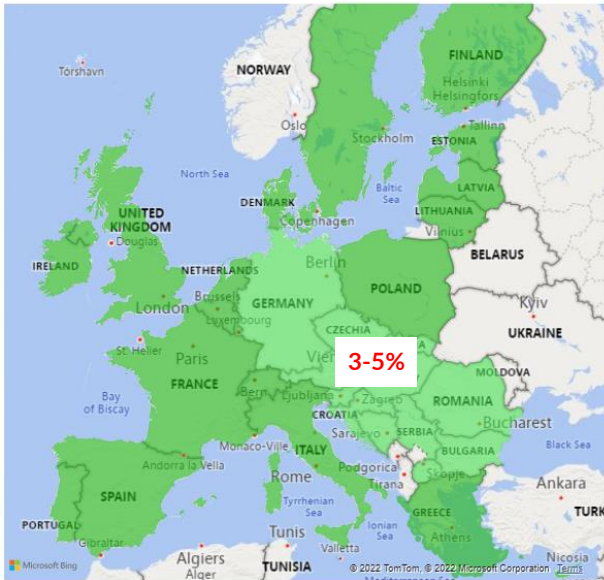 FINLAND
NORWAY
Tórshavn
Helsinki
Helsingfors
Oslo
Tallinn
Stockholm
ESTONIA
North Sea
Baltic
Sea
LATVIA
DENMARK
LITHUANIA
UNITED
KINGDOM
Copenhagen
Vilnius
Douglas
BELARUS
IRELAND
NETHERLANDS
Berlin
London
Brussels
GERMANY
POLAND
Kyiv
Luxembourg
CZECHIA
UKRAINE
St. Helier
Paris
3-5%
MOLDOVA
Bay
of Biscay
FRANCE
Bern
Ljubljana
Zagreb
ROMANIA
CROATIA
Bucharest
Monaco-Ville
Sarajevo
SERBIA
Andorra la Vella
ITALY
BULGARIA
Black Sea
Podgorica
Skopje
Rome
Tirana
Ankara
SPAIN
Tyrrhenian
Sea
GREECE
TURK
PORTUGAL
Ionian
Sea
Athens
Gibraltar
Tunis
Valletta
Algiers
Alger
TUNISIA
Nicosia
Microsoft Bing
© 2022 TomTom, © 2022 Microsoft Corporation Terms
Mediterranean Sea